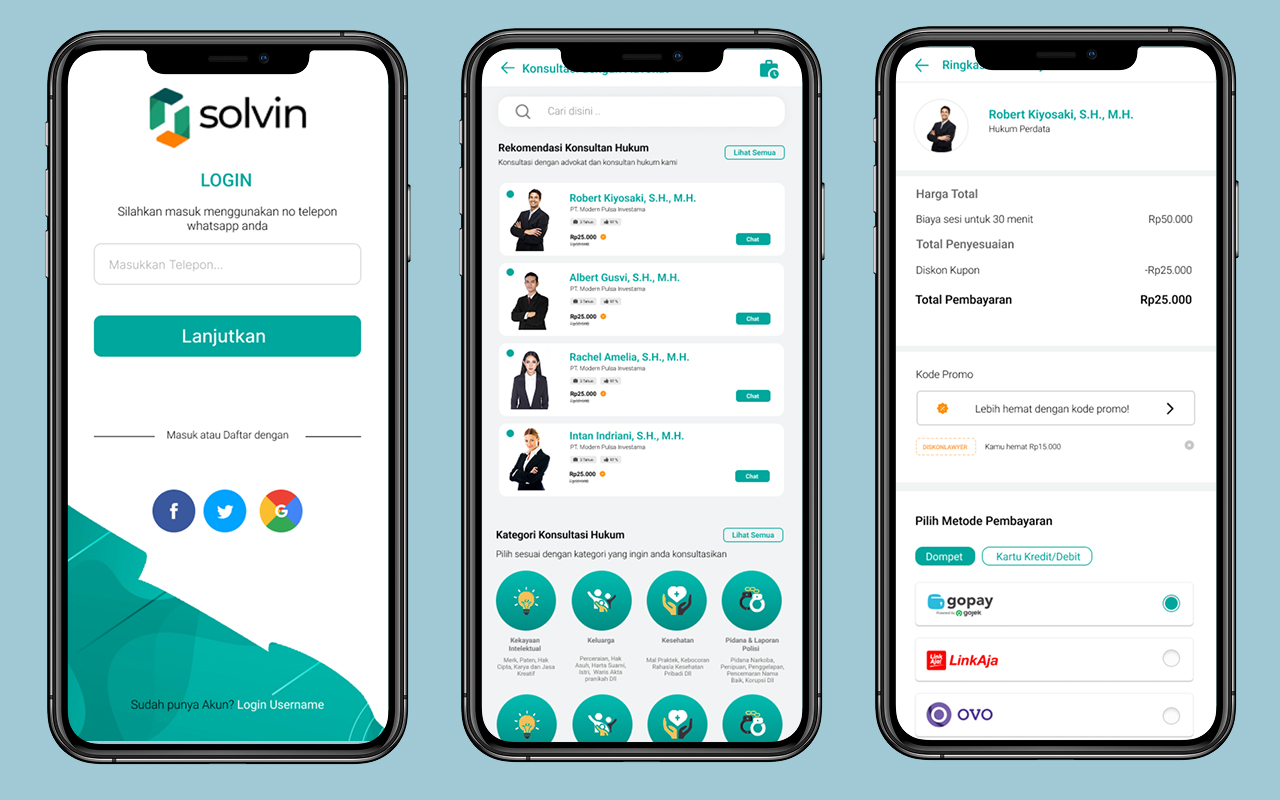 solvin
LOGIN
Silahkan masuk menggunakan no telepon
whatsapp anda
Masukkan Telepon...
Lanjutkan
Masuk atau Daftar dengan
f
G
Sudah punya Akun? Login Username
Cari disini ..
Rekomendasi Konsultan Hukum
Lihat Semua
Konsultasi dengan advokat dan konsultan hukum kami
Robert Kiyosaki, S.H., M.H.
PT. Modern Pulsa Investama
Rp25.000
Chat
Albert Gusvi, S.H., M.H.
PT. Modern Pulsa Investama
Rp25.000
Chat
Rachel Amelia, S.H., M.H.
PT. Modern Pulsa Investama
Rp25.000
Chat
Intan Indriani, S.H., M.H.
PT. Modern Pulsa Investama
Rp25.000
Chat
Kategori Konsultasi Hukum
Lihat Semua
Pilih sesuai dengan kategori yang ingin anda konsultasikan
Kekayaan
Intelektual
Merk, Paten, Hak
Cipta, Karya dan Jasa
Kreatif
Keluarga
Perceraian, Hak
Asuh, Harta Suami,
Istri, Waris Akta
pranikah Dll
Kesehatan
Mal Praktek, Kebocoran
Rahasia Kesehatan
Pribadi Dll
Pidana & Laporan
Polisi
Pidana Narkoba,
Penipuan, Penggelapan,
Pencemaran Nama
Baik, Korupsi Dll
Robert Kiyosaki, S.H., M.H.
Hukum Perdata
Harga Total
Biaya sesi untuk 30 menit Rp50.000
Total Penyesuaian
Diskon Kupon -Rp25.000
Total Pembayaran Rp25.000
Kode Promo
Lebih hemat dengan kode promo!
DISKONLAWYER Kamu hemat Rp15.000
Pilih Metode Pembayaran
Dompet Kartu Kredit/Debit
gopay
Powered by gojek
Link Aja! LinkAja
OVO